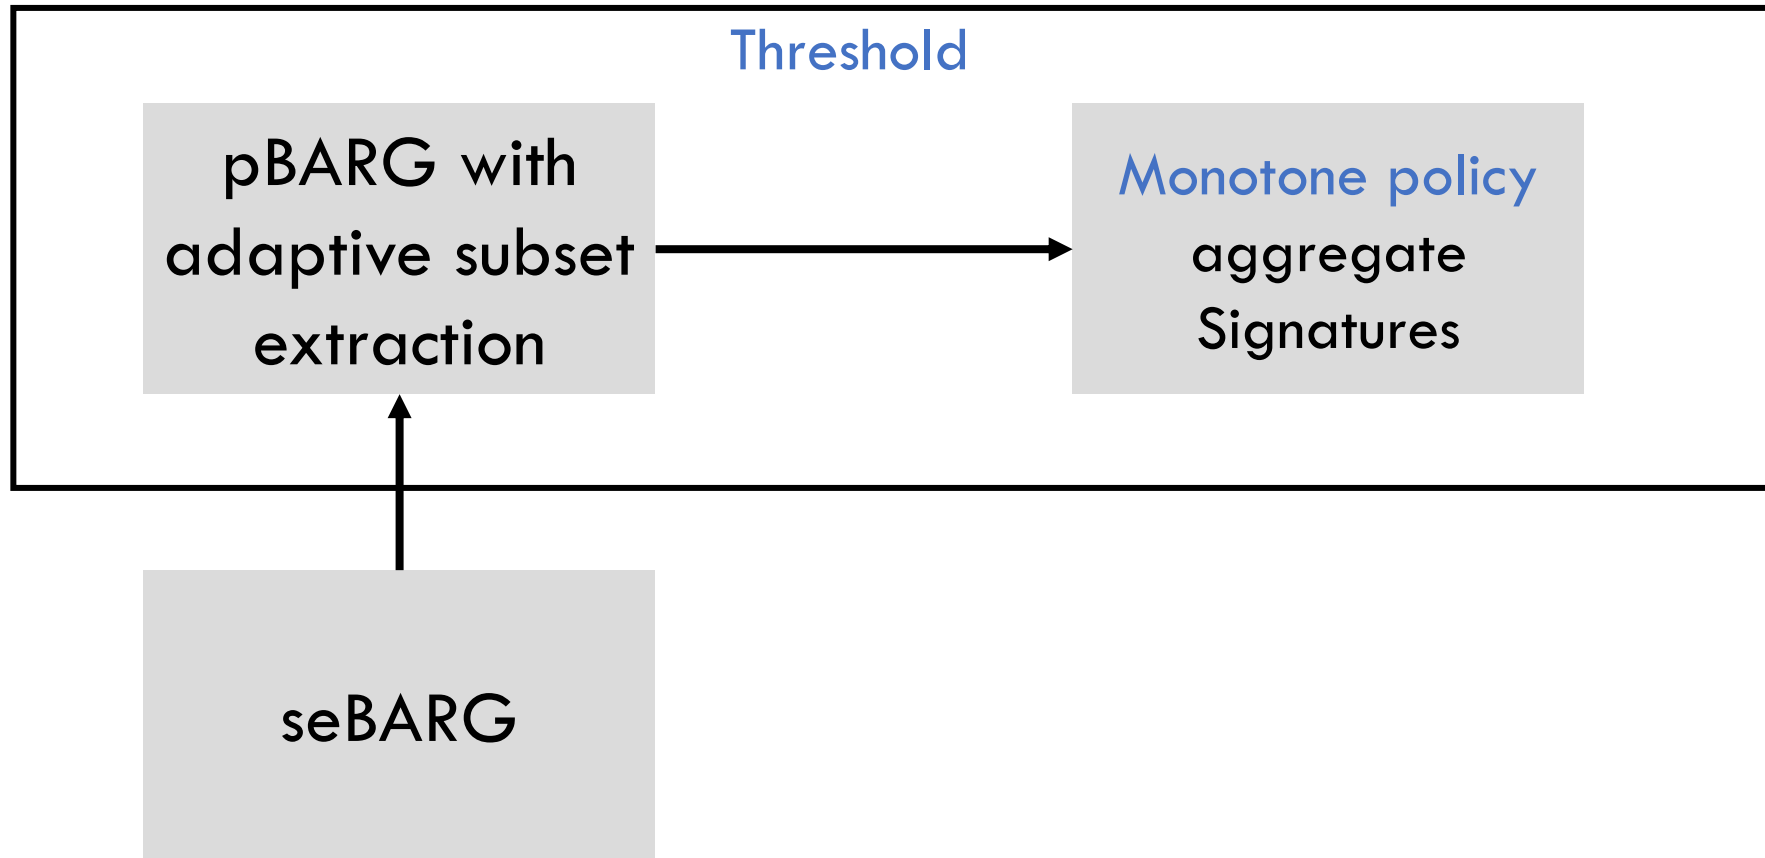 Threshold
pBARG with
adaptive subset
extraction
Monotone policy
aggregate
Signatures
seBARG